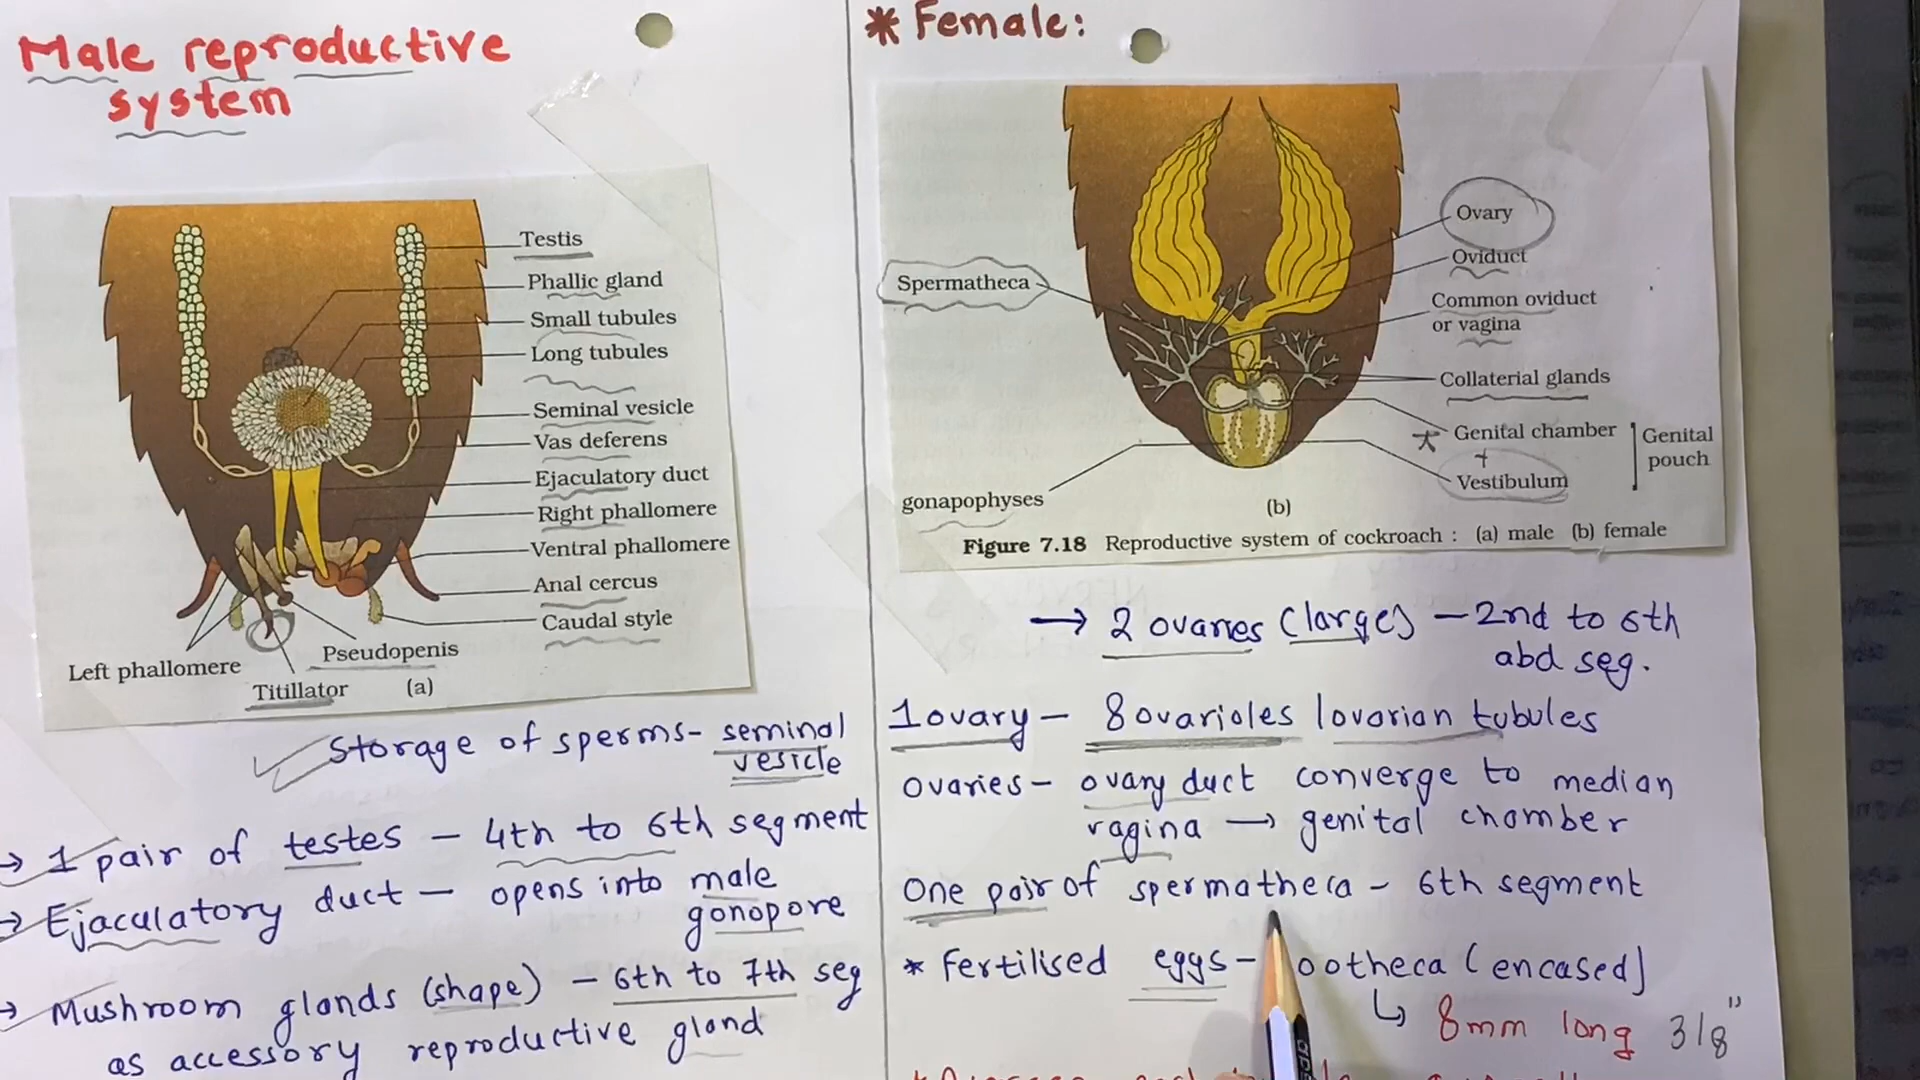 Male reproductive
system
Testis
Phallic gland
Small tubules
Long tubules
Seminal vesicle
Vas deferens
Ejaculatory duct
Right phallomere
Ventral phallomere
Anal cercus
Caudal style
Left phallomere
Pseudopenis
Titillator
(a)
Storage of sperms- seminal
vesicle
→ 1 pair of testes – 4th to 6th segment
→ Ejaculatory duct – opens into male
gonopore
→ Mushroom glands (shape) – 6th to 7th seg
as accessory reproductive gland
* Female:
Ovary
Oviduct
Spermatheca
Common oviduct
or vagina
Collaterial glands
Genital chamber
+
Vestibulum
Genital
pouch
gonapophyses
(b)
Figure 7.18 Reproductive system of cockroach : (a) male (b) female
→ 2 ovaries (large) – 2nd to 6th
abd seg.
1 ovary – 8 ovarioles / ovarian tubules
ovaries – ovary duct converge to median
vagina → genital chamber
One pair of spermatheca – 6th segment
* Fertilised eggs – ootheca (encased)
↳ 8mm long 3/8"